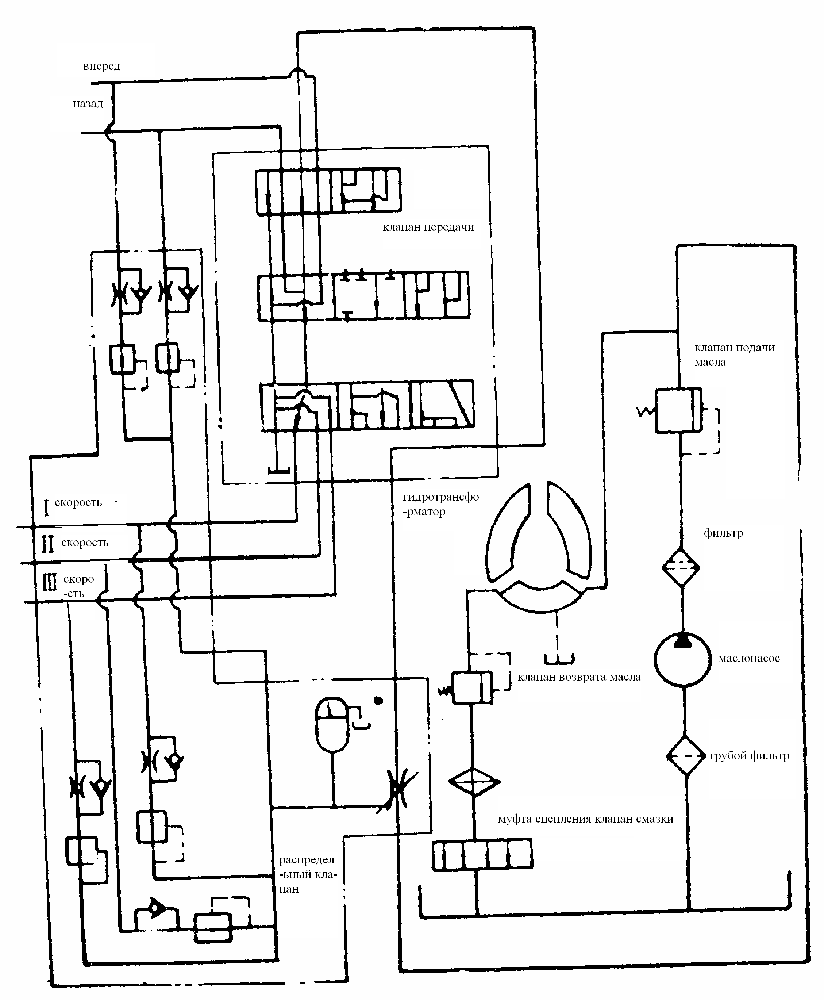 вперед
назад
клапан передачи
клапан подачи
масла
I скорость
гидротрансфо
-рматор
II скорость
фильтр
III скоро
-сть
маслонасос
клапан возврата масла
грубой фильтр
муфта сцепления клапан смазки
распредел
-ьный кла-
пан